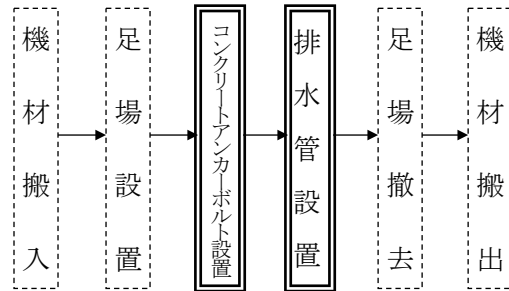 機材搬入
足場設置
コンクリートアンカーボルト設置
排水管設置
足場撤去
機材搬出